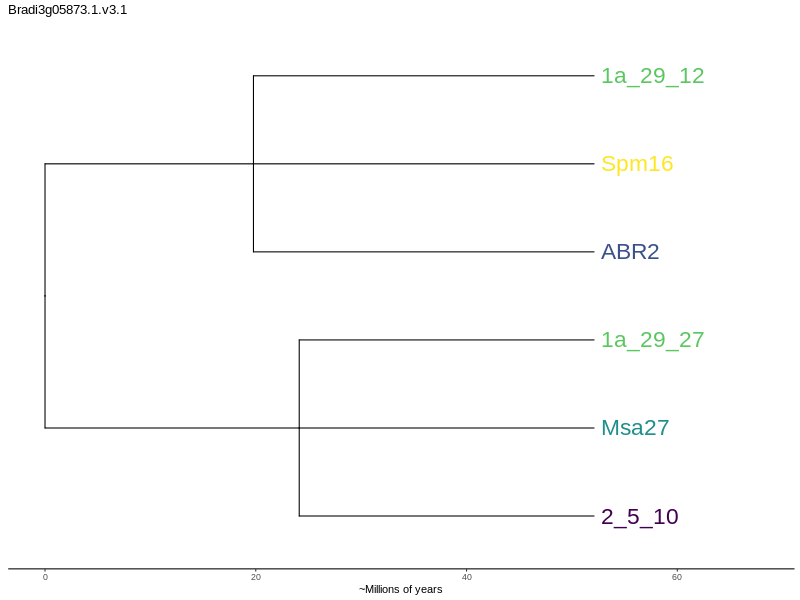 Bradi3g05873.1.v3.1
1a_29_12
Spm16
ABR2
1a_29_27
Msa27
2_5_10
0 20 40 60
~Millions of years